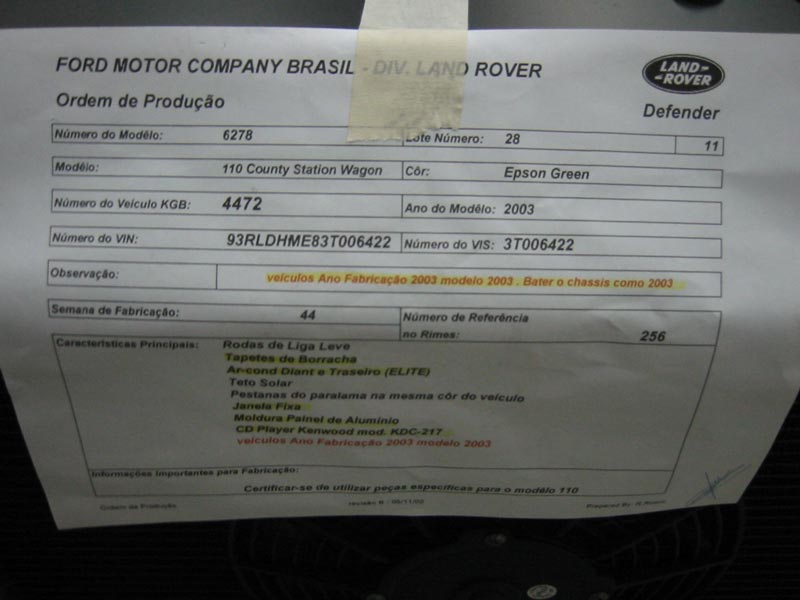 FORD MOTOR COMPANY BRASIL - DIV. LAND ROVER
LAND-
-ROVER
Ordem de Produção
Defender
Número do Modêlo: 6278 Lote Número: 28 11
Modêlo: 110 County Station Wagon Côr: Epson Green
Número do Veiculo KGB: 4472 Ano do Modêlo: 2003
Número do VIN: 93RLDHME83T006422 Número do VIS: 3T006422
Observação: veículos Ano Fabricação 2003 modelo 2003 . Bater o chassis como 2003
Semana de Fabricação: 44 Número de Referência
no Rimes: 256
Características Principais: Rodas de Liga Leve
Tapetes de Borracha
Ar-cond Diant e Traseiro (ELITE)
Teto Solar
Pestanas do paralama na mesma côr do veículo
Janela Fixa
Moldura Painel de Alumínio
CD Player Kenwood mod. KDC-217
veículos Ano Fabricação 2003 modelo 2003
Informações Importantes para Fabricação:
Certificar-se de utilizar peças específicas para o modêlo 110
Ordem de Produção Prepared By: